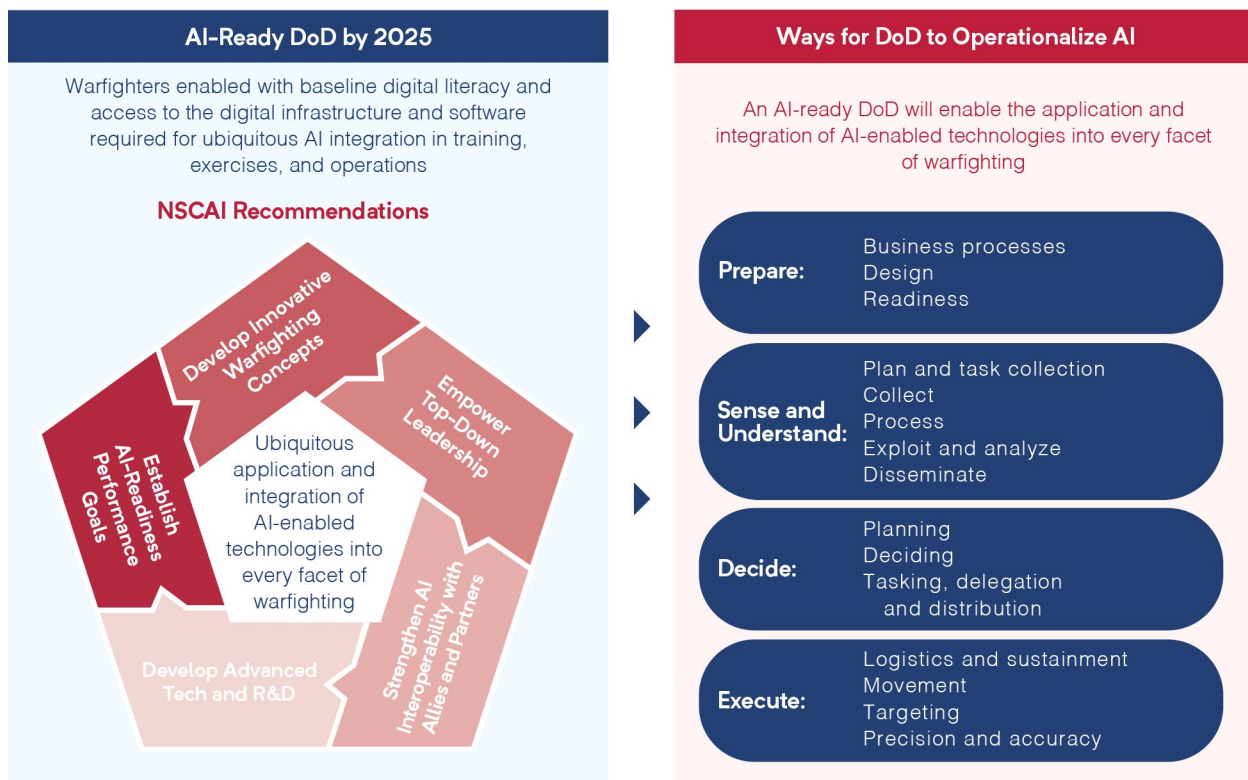 AI-Ready DoD by 2025
Warfighters enabled with baseline digital literacy and
access to the digital infrastructure and software
required for ubiquitous AI integration in training,
exercises, and operations
NSCAI Recommendations
Develop Innovative
Warfighting
Concepts
Empower
Top-Down
Leadership
Strengthen AI
Interoperability with
Allies and Partners
Develop Advanced
Tech and R&D
Establish
AI-Readiness
Performance
Goals
Ubiquitous
application and
integration of
AI-enabled
technologies into
every facet of
warfighting
Ways for DoD to Operationalize AI
An AI-ready DoD will enable the application and
integration of AI-enabled technologies into every facet
of warfighting
Prepare:
Business processes
Design
Readiness
Sense and
Understand:
Plan and task collection
Collect
Process
Exploit and analyze
Disseminate
Decide:
Planning
Deciding
Tasking, delegation
and distribution
Execute:
Logistics and sustainment
Movement
Targeting
Precision and accuracy